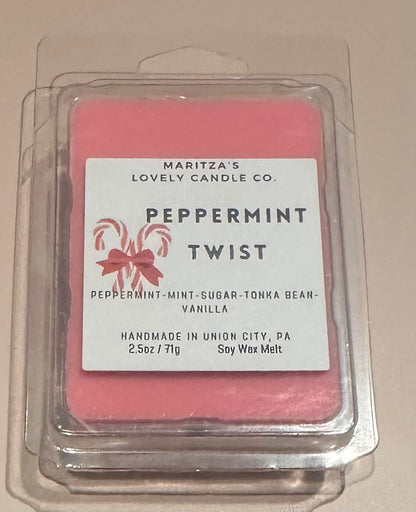 MARITZA'S
LOVELY CANDLE CO.
PEPPERMINT
TWIST
PEPPERMINT-MINT-SUGAR-TONKA BEAN-
VANILLA
HANDMADE IN UNION CITY, PA
2.5oz / 71g Soy Wax Melt